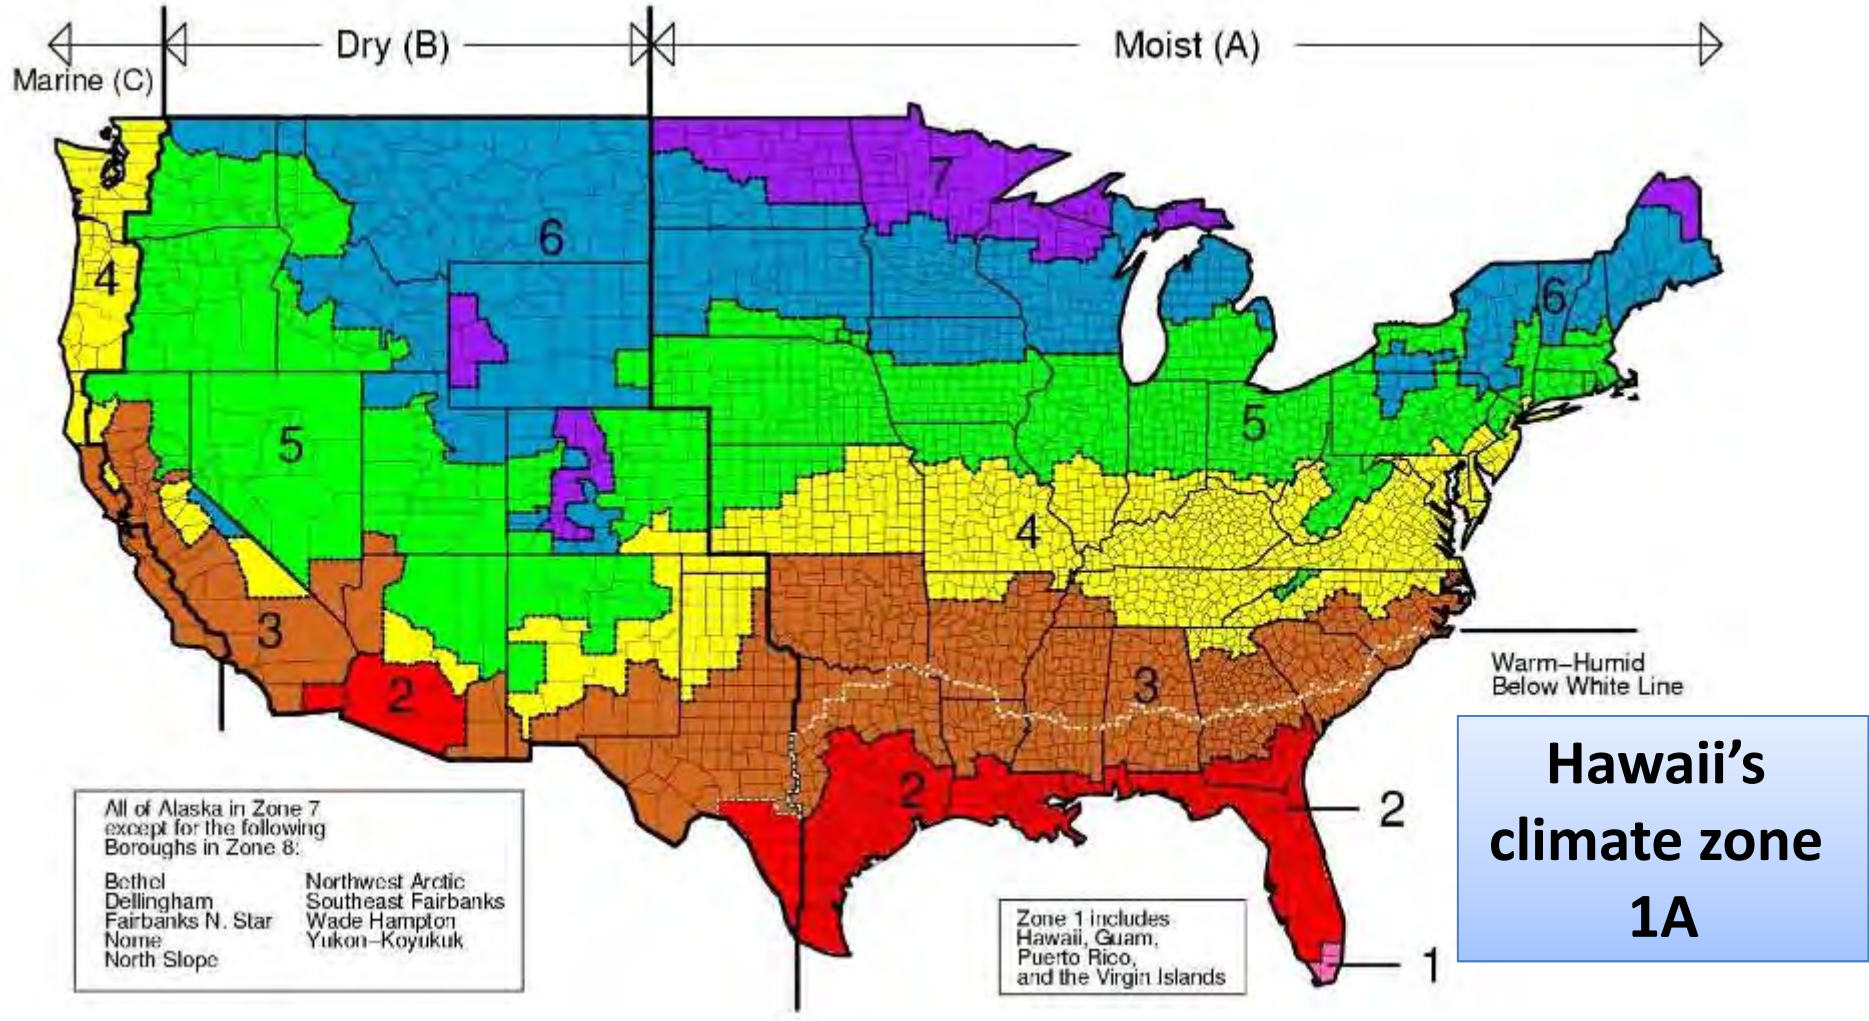 Dry (B)
Moist (A)
Marine (C)
7
6
4
6
5
5
4
3
3
2
2
Warm-Humid
Below White Line
Hawaii’s
climate zone
1A
2
1
All of Alaska in Zone 7
except for the following
Boroughs in Zone 8:
Bethel
Dellingham
Fairbanks N. Star
Nome
North Slope
Northwest Arctic
Southeast Fairbanks
Wade Hampton
Yukon-Koyukuk
Zone 1 includes
Hawaii, Guam,
Puerto Rico,
and the Virgin Islands